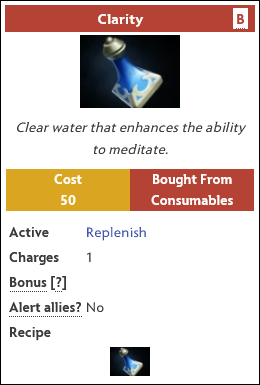 Clarity B
Clear water that enhances the ability
to meditate.
Cost Bought From
50 Consumables
Active Replenish
Charges 1
Bonus [?]
Alert allies? No
Recipe